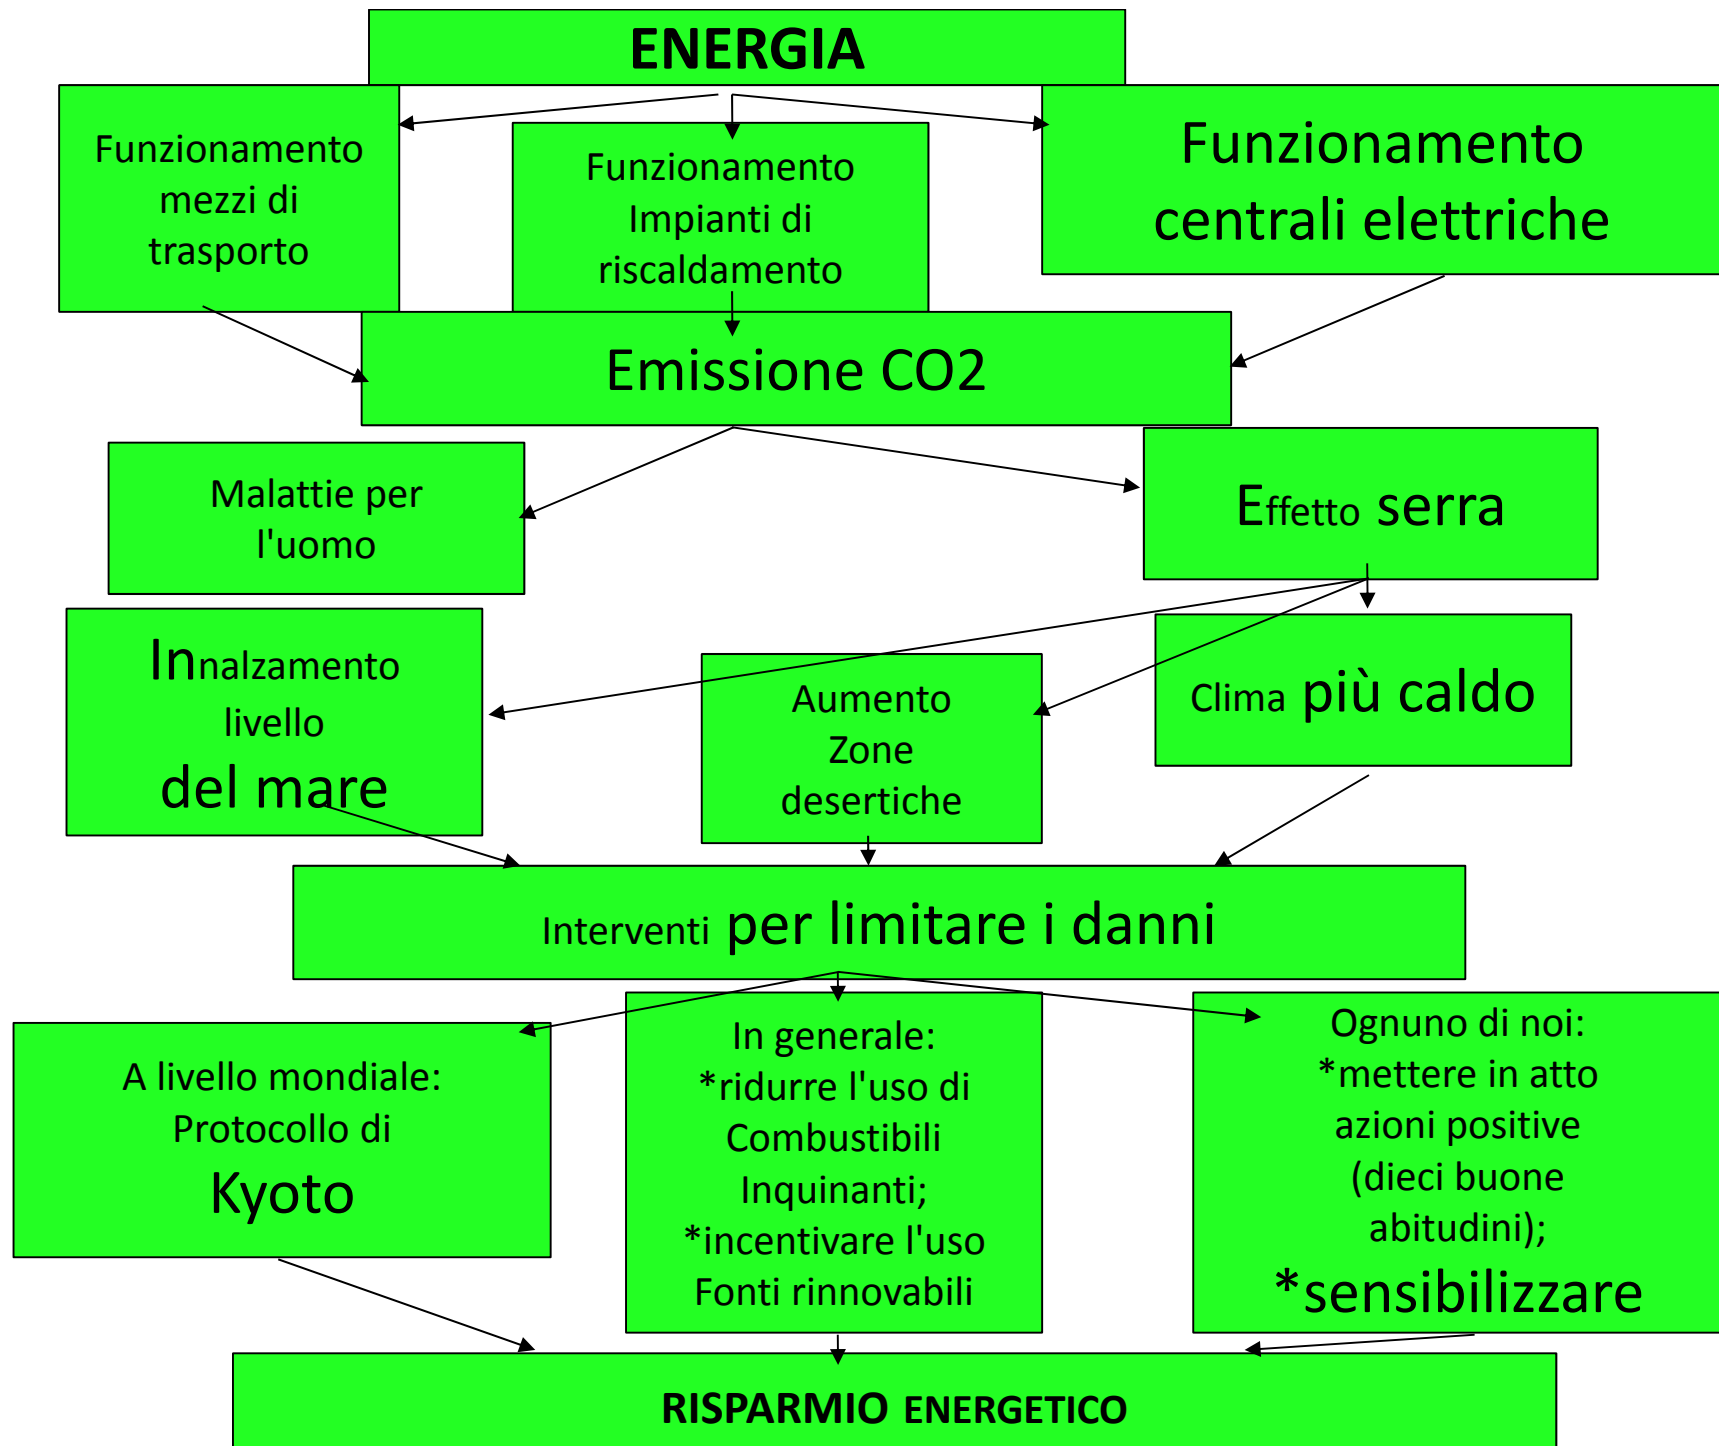 ENERGIA
Funzionamento
mezzi di
trasporto
Funzionamento
Impianti di
riscaldamento
Funzionamento
centrali elettriche
Emissione CO2
Malattie per
l'uomo
Effetto serra
Innalzamento
livello
del mare
Aumento
Zone
desertiche
Clima più caldo
Interventi per limitare i danni
A livello mondiale:
Protocollo di
Kyoto
In generale:
*ridurre l'uso di
Combustibili
Inquinanti;
*incentivare l'uso
Fonti rinnovabili
Ognuno di noi:
*mettere in atto
azioni positive
(dieci buone
abitudini);
*sensibilizzare
RISPARMIO ENERGETICO